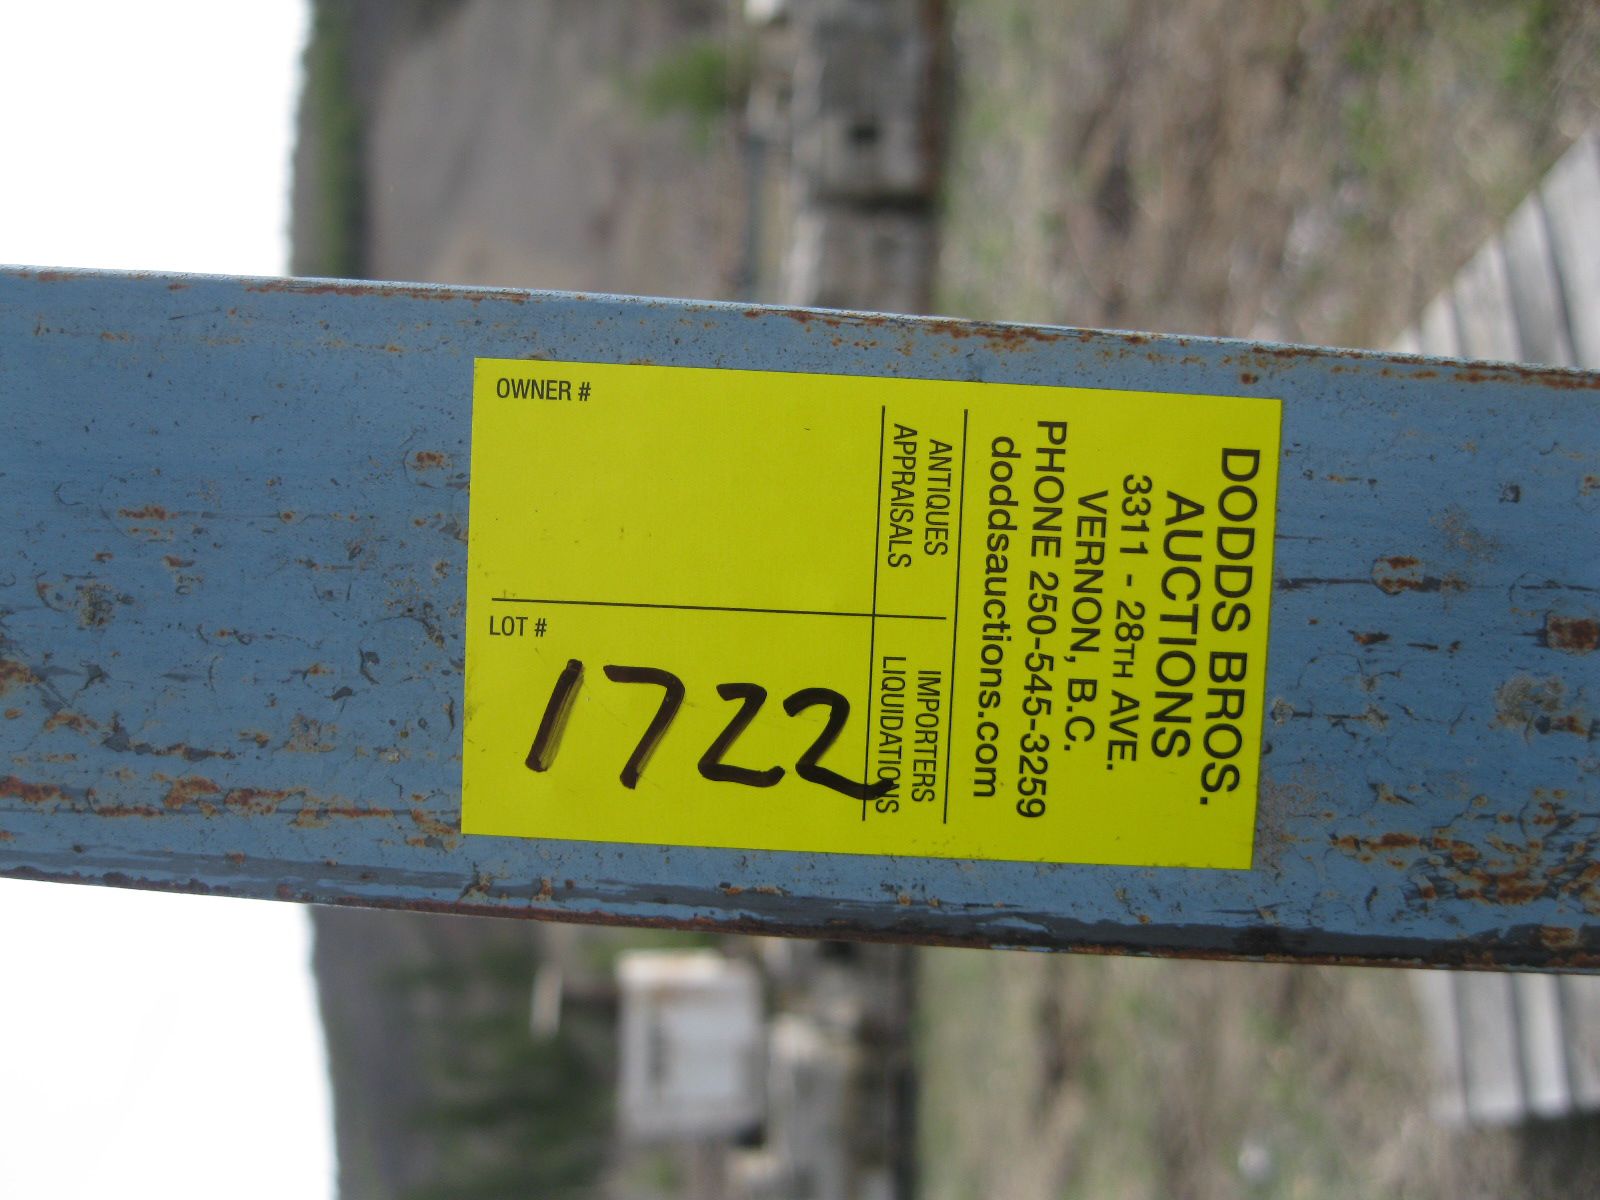 DODDS BROS.
AUCTIONS
3311 - 28TH AVE.
VERNON, B.C.
PHONE 250-545-3259
doddsauctions.com
ANTIQUES
APPRAISALS
IMPORTERS
LIQUIDATIONS
OWNER #
LOT #
1722